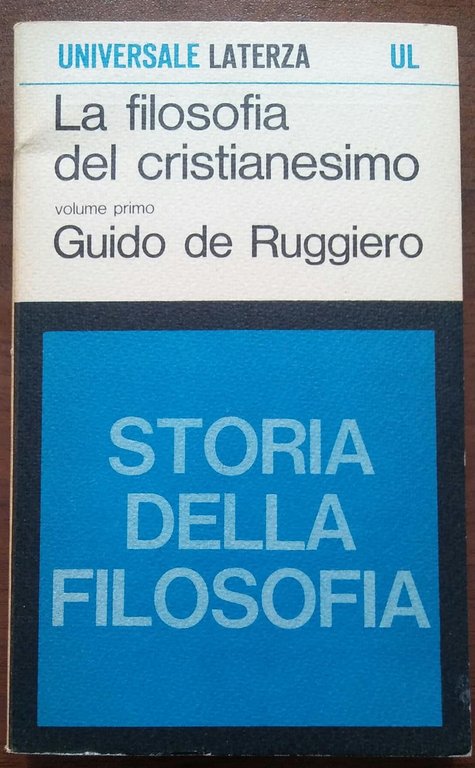 UNIVERSALE LATERZA UL
La filosofia
del cristianesimo
volume primo
Guido de Ruggiero
STORIA
DELLA
FILOSOFIA